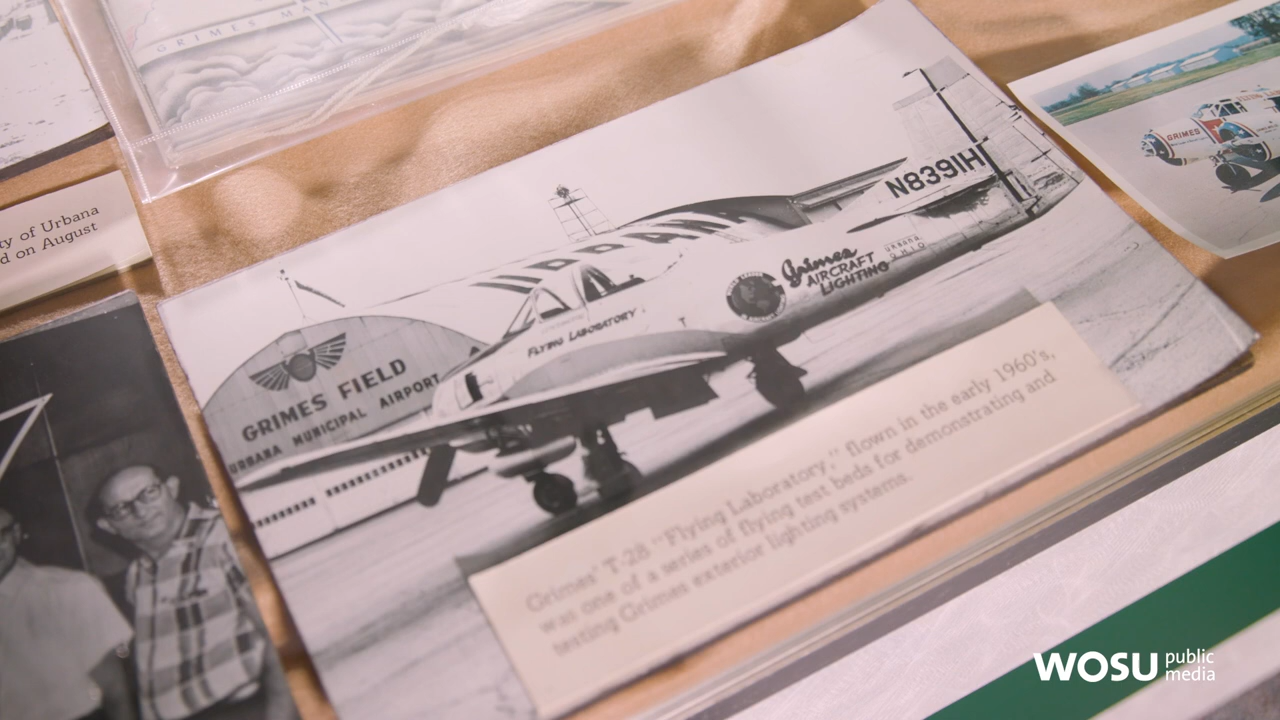 GRIMES MAN
ty of Urbana
d on August
N8391H
URBANA
Grimes
AIRCRAFT
LIGHTING
URBANA
OHIO
FLYING LABORATORY
GRIMES FIELD
URBANA MUNICIPAL AIRPORT
GRIMES
Grimes' T-28 "Flying Laboratory," flown in the early 1960's,
was one of a series of flying test beds for demonstrating and
testing Grimes exterior lighting systems.
WOSU public
media